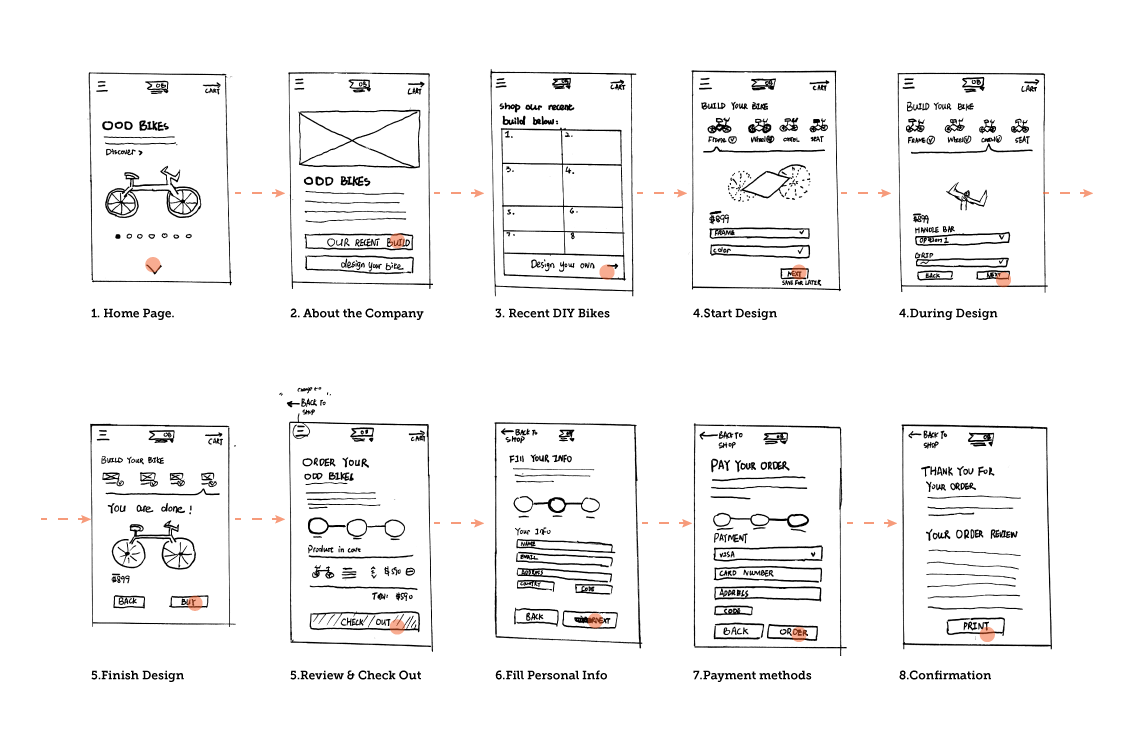 OB
CART
OOD BIKES
Discover >
1. Home Page.
OB
CART
ODD BIKES
OUR RECENT BUILD
design your bike
2. About the Company
OB
CART
shop our recent
build below:
1. 2.
3. 4.
5. 6.
7. 8
Design your own →
3. Recent DIY Bikes
OB
CART
BUILD YOUR BIKE
FRAME Wheel SEAT
$899
FRAME
color
NEXT
SAVE FOR LATER
4.Start Design
OB
CART
BUILD YOUR BIKE
FRAME Wheel SEAT
$899
HANDLE BAR
OPTION 1
GRIP
BACK NEXT
4.During Design
OB
CART
BUILD YOUR BIKE
You are done!
$899
BACK BUY
5.Finish Design
← BACK TO
SHOP
OB
CART
ORDER YOUR
ODD BIKES
Product in cart
$590
$590
CHECK OUT
5.Review & Check Out
← BACK TO
SHOP
OB
FIll YOUR INFO
Your Info
NAME
EMAIL
ADDRESS
COUNTRY CODE
BACK NEXT
6.Fill Personal Info
← BACK TO
SHOP
OB
PAY YOUR ORDER
PAYMENT
VISA
CARD NUMBER
ADDRESS
CODE
BACK ORDER
7.Payment methods
← BACK TO
SHOP
OB
THANK YOU FOR
YOUR ORDER
YOUR ORDER REVIEW
PRINT
8.Confirmation